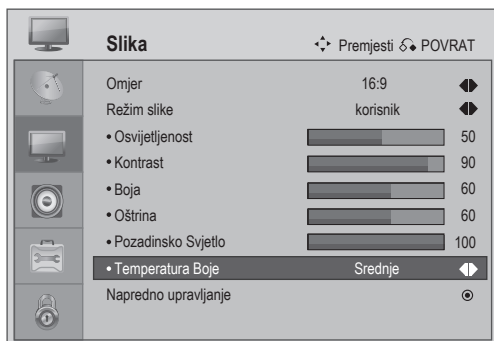 Slika Premjesti POVRAT
Omjer 16:9
Režim slike korisnik
• Osvijetljenost 50
• Kontrast 90
• Boja 60
• Oštrina 60
• Pozadinsko Svjetlo 100
• Temperatura Boje Srednje
Napredno upravljanje